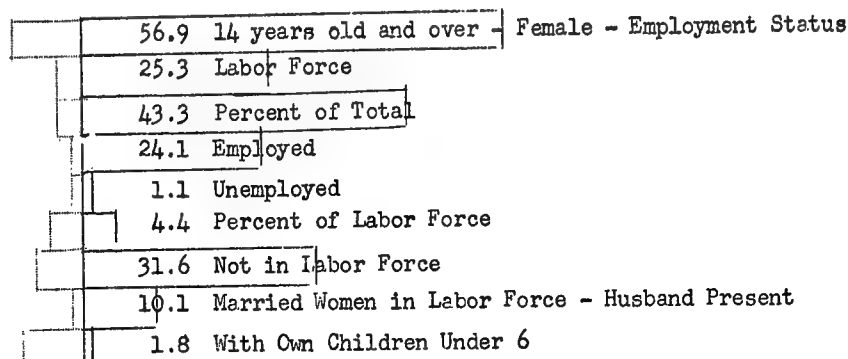 56.9 14 years old and over - Female - Employment Status
25.3 Labor Force
43.3 Percent of Total
24.1 Employed
1.1 Unemployed
4.4 Percent of Labor Force
31.6 Not in Labor Force
10.1 Married Women in Labor Force - Husband Present
1.8 With Own Children Under 6